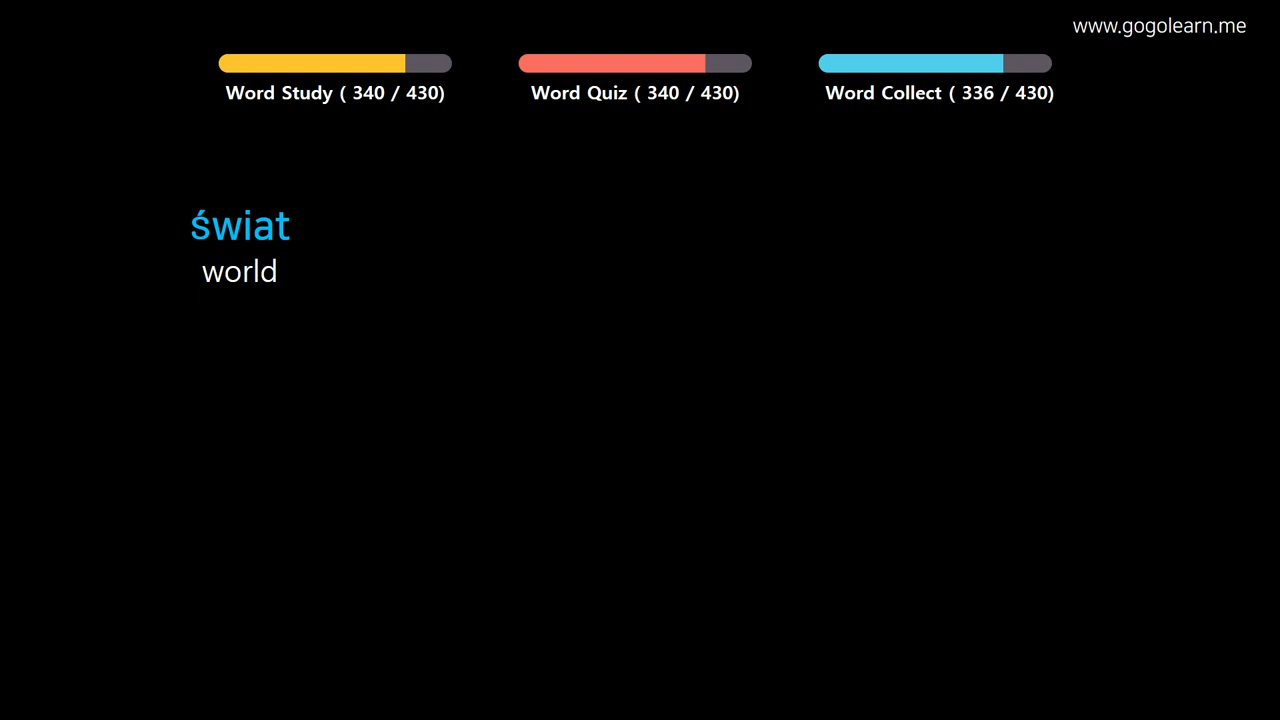 www.gogolearn.me
Word Study ( 340 / 430)
Word Quiz ( 340 / 430)
Word Collect ( 336 / 430)
świat
world